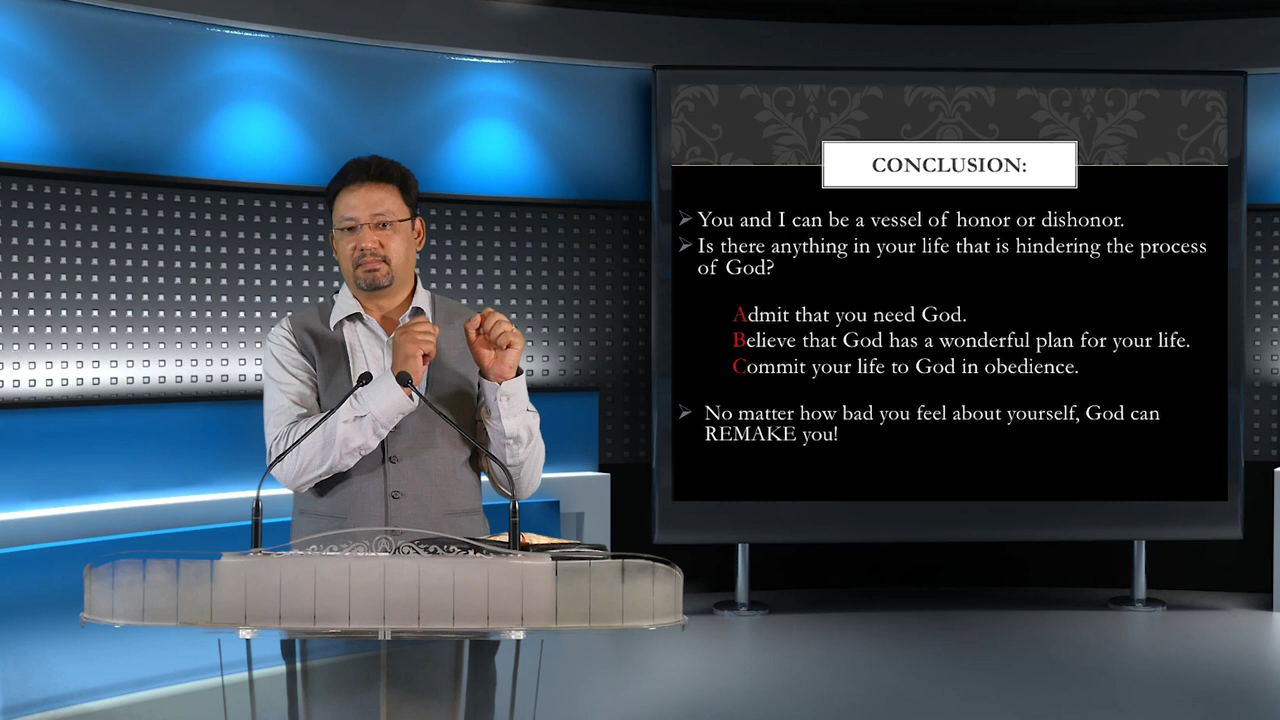 CONCLUSION:
You and I can be a vessel of honor or dishonor.
Is there anything in your life that is hindering the process
of God?
Admit that you need God.
Believe that God has a wonderful plan for your life.
Commit your life to God in obedience.
No matter how bad you feel about yourself, God can
REMAKE you!